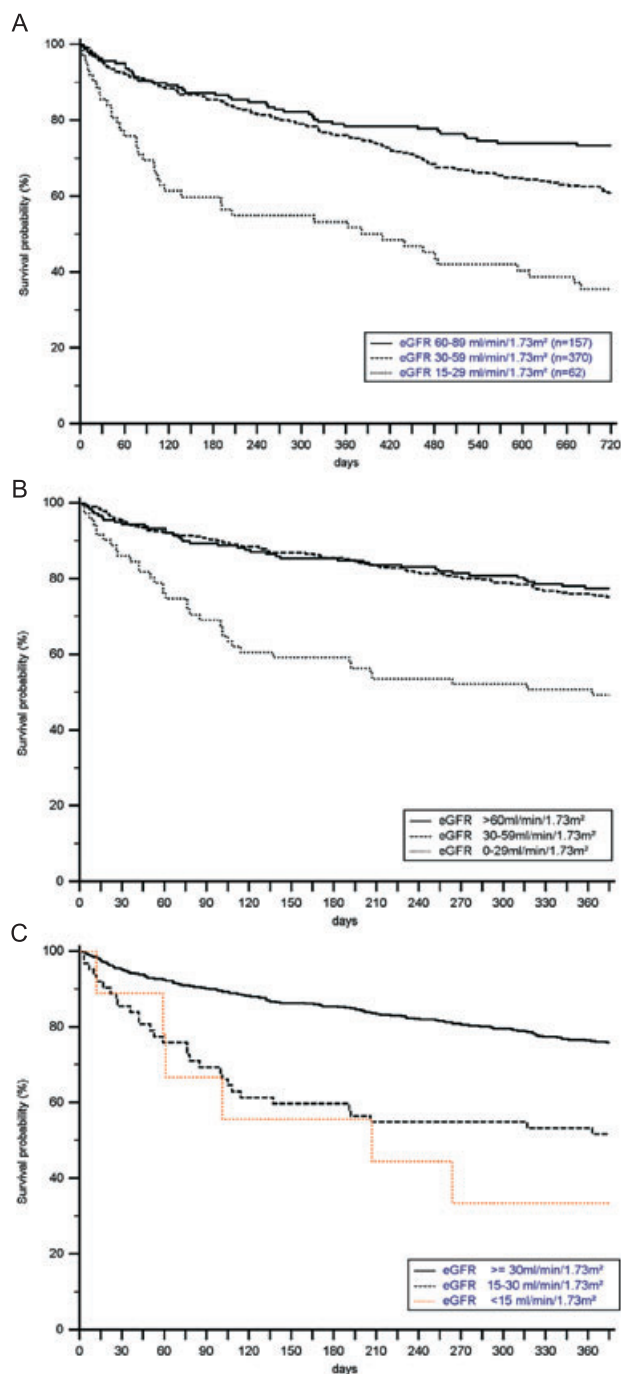 A
100
80
60
40
20
0
Survival probability (%)
eGFR 60-89 ml/min/1.73m² (n=157)
eGFR 30-59 ml/min/1.73m² (n=370)
eGFR 15-29 ml/min/1.73m² (n=62)
0 60 120 180 240 300 360 420 480 540 600 660 720
days
B
100
80
60
40
20
0
Survival probability (%)
eGFR >60ml/min/1.73m²
eGFR 30-59ml/min/1.73m²
eGFR 0-29ml/min/1.73m²
0 30 60 90 120 150 180 210 240 270 300 330 360
days
C
100
80
60
40
20
0
Survival probability (%)
eGFR >= 30ml/min/1.73m²
eGFR 15-30 ml/min/1.73m²
eGFR <15 ml/min/1.73m²
0 30 60 90 120 150 180 210 240 270 300 330 360
days